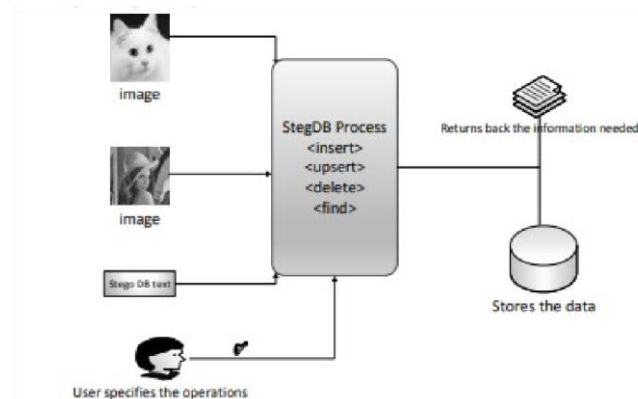 image
StegDB Process
<insert>
<upsert>
<delete>
<find>
Returns back the information needed
image
Stego DB text
Stores the data
User specifies the operations